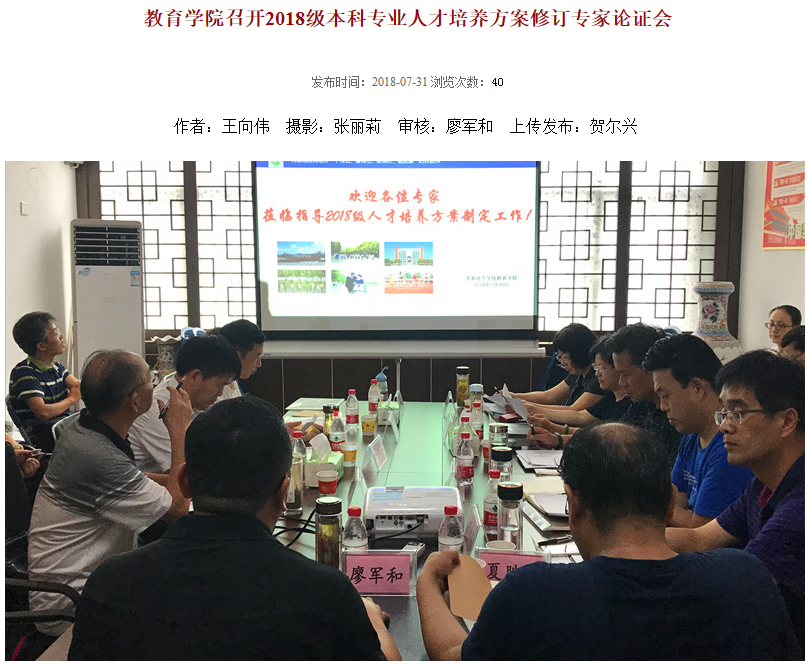 教育学院召开2018级本科专业人才培养方案修订专家论证会
发布时间：2018-07-31 浏览次数：40
作者：王向伟 摄影：张丽莉 审核：廖军和 上传发布：贺尔兴
欢迎各位专家
莅临指导2018级人才培养方案制定工作！
廖军和
夏